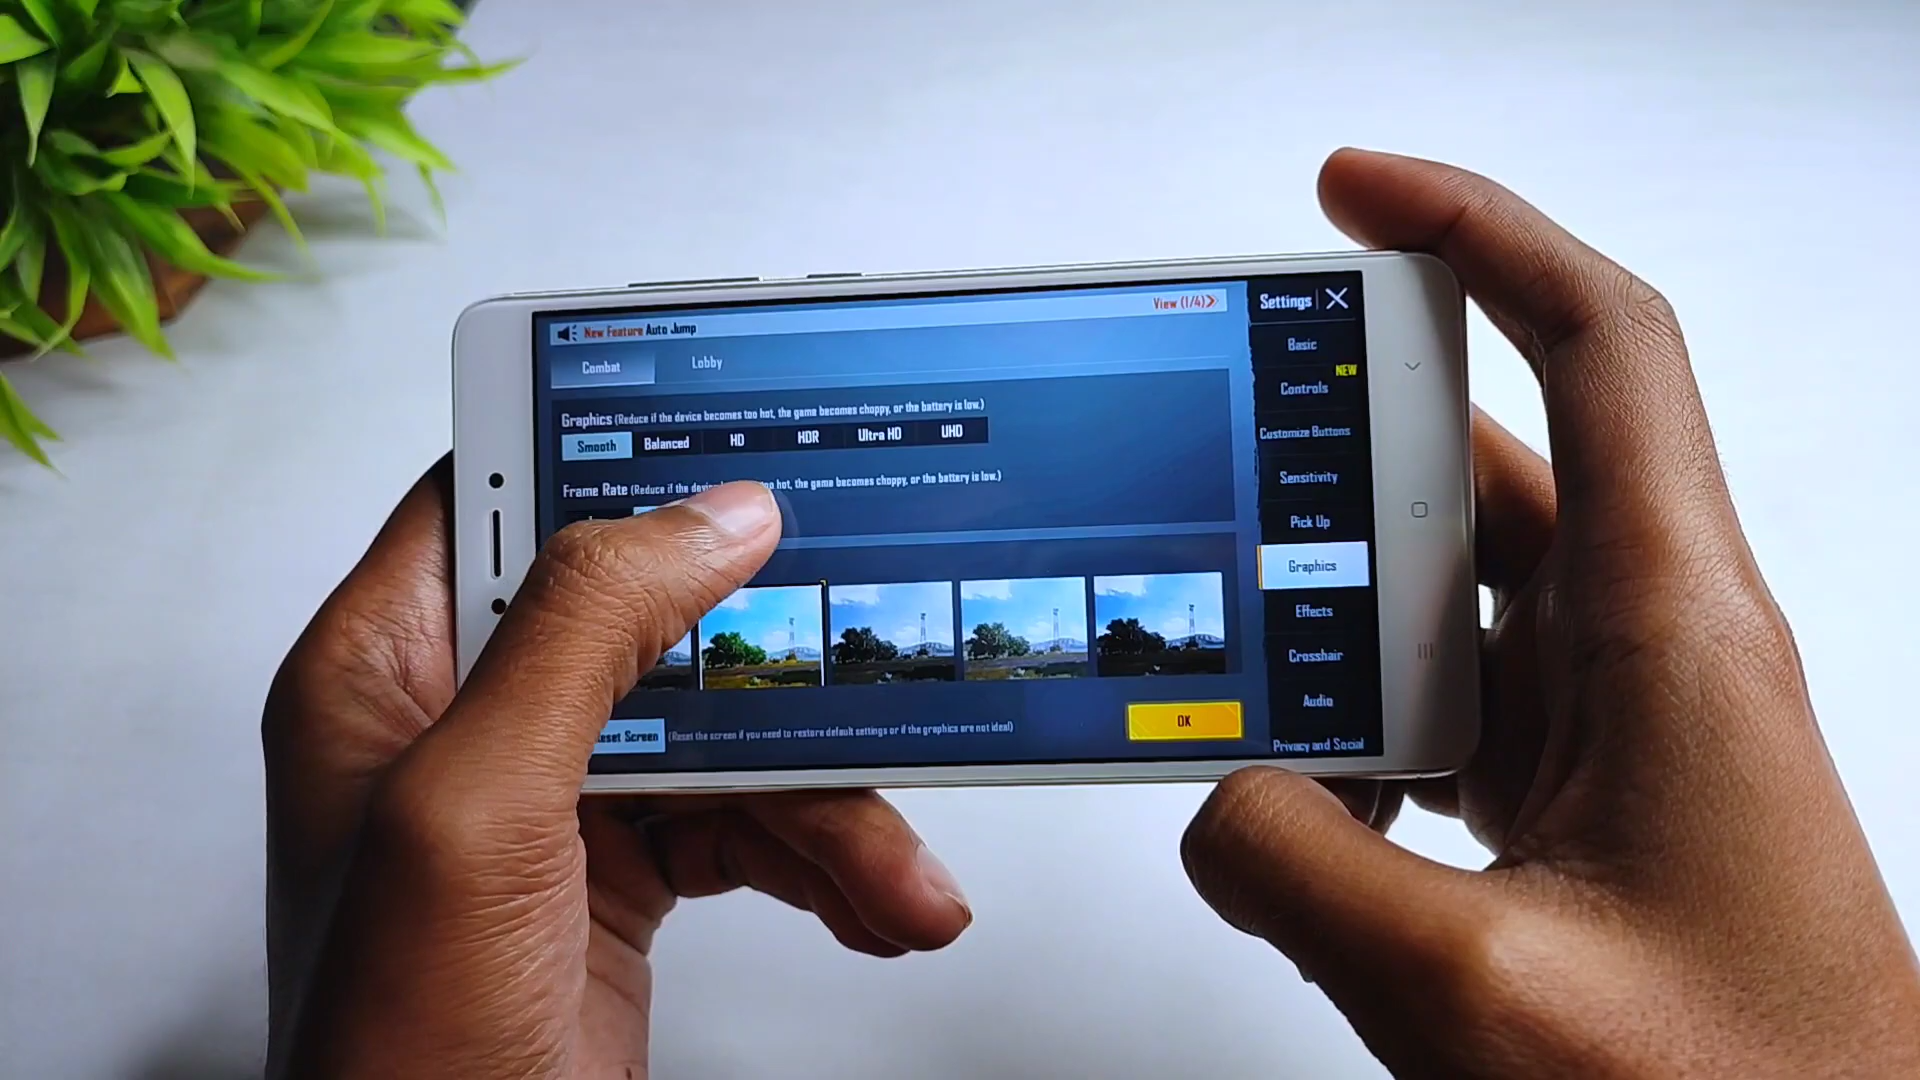 New Feature Auto Jump
View (1/4)
Settings
Combat
Lobby
Graphics (Reduce if the device becomes too hot, the game becomes choppy, or the battery is low.)
Smooth Balanced HD HDR Ultra HD UHD
Frame Rate (Reduce if the hot, the game becomes choppy, or the battery is low.)
Screen (Reset the screen if you need to restore default settings or if the graphics are not ideal)
OK
Basic
NEW
Controls
Customize Buttons
Sensitivity
Pick Up
Graphics
Effects
Crosshair
Audio
Privacy and Social